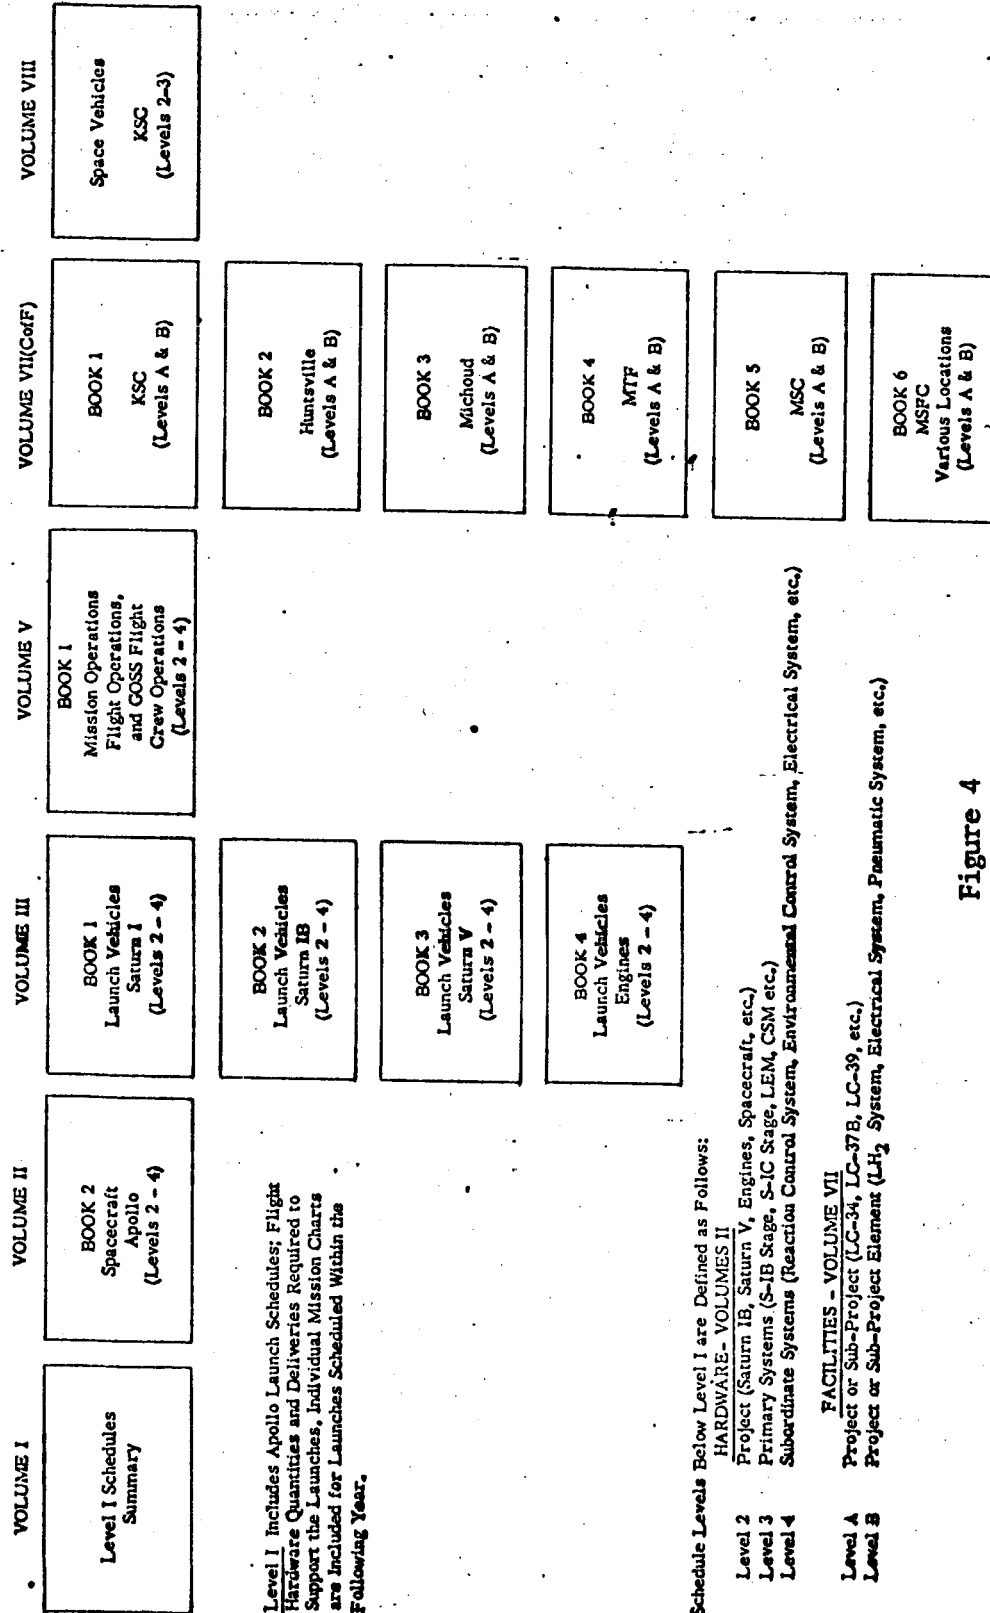 VOLUME I
Level I Schedules
Summary
VOLUME II
BOOK 2
Spacecraft
Apollo
(Levels 2 - 4)
VOLUME III
BOOK 1
Launch Vehicles
Saturn I
(Levels 2 - 4)
BOOK 2
Launch Vehicles
Saturn IB
(Levels 2 - 4)
BOOK 3
Launch Vehicles
Saturn V
(Levels 2 - 4)
BOOK 4
Launch Vehicles
Engines
(Levels 2 - 4)
VOLUME V
BOOK 1
Mission Operations
Flight Operations,
and GOSS Flight
Crew Operations
(Levels 2 - 4)
VOLUME VII(CofF)
BOOK 1
KSC
(Levels A & B)
BOOK 2
Huntsville
(Levels A & B)
BOOK 3
Michoud
(Levels A & B)
BOOK 4
MTF
(Levels A & B)
BOOK 5
MSC
(Levels A & B)
BOOK 6
MSFC
Various Locations
(Levels A & B)
VOLUME VIII
Space Vehicles
KSC
(Levels 2-3)
Level I Includes Apollo Launch Schedules; Flight
Hardware Quantities and Deliveries Required to
Support the Launches. Individual Mission Charts
are Included for Launches Scheduled Within the
Following Year.
Schedule Levels Below Level I are Defined as Follows:
HARDWARE- VOLUMES II
Level 2 Project (Saturn IB, Saturn V, Engines, Spacecraft, etc.)
Level 3 Primary Systems (S-IB Stage, S-IC Stage, LEM, CSM etc.)
Level 4 Subordinate Systems (Reaction Control System, Environmental Control System, Electrical System, etc.)
FACILITIES - VOLUME VII
Level A Project or Sub-Project (LC-34, LC-37B, LC-39, etc.)
Level B Project or Sub-Project Element (LH2 System, Electrical System, Pneumatic System, etc.)
Figure 4